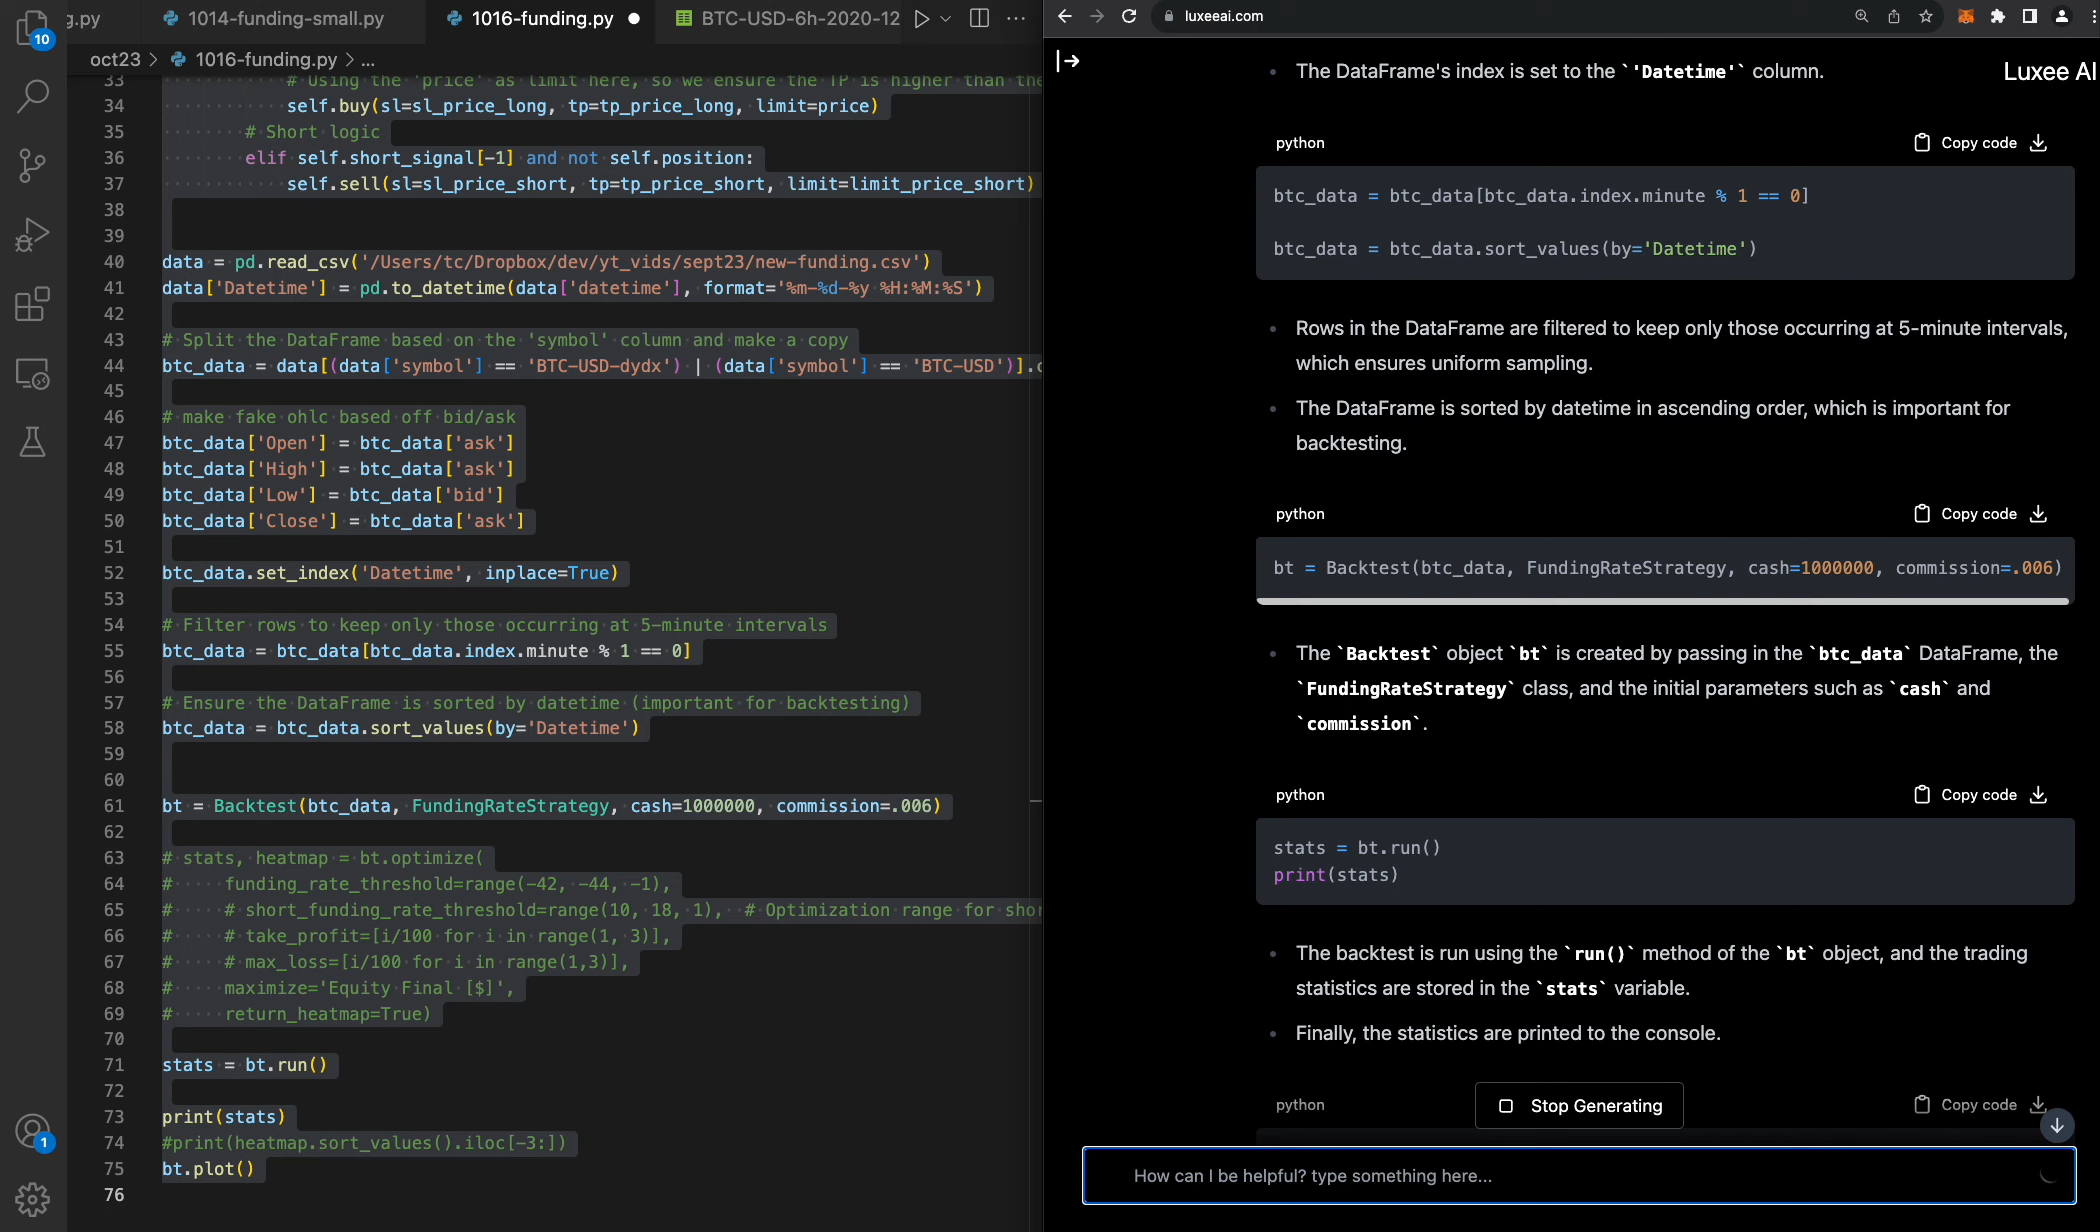 g.py
1014-funding-small.py
1016-funding.py
BTC-USD-6h-2020-12
oct23 > 1016-funding.py > ...
10
33 # Using the 'price' as limit here, so we ensure the TP is higher than the
34 self.buy(sl=sl_price_long, tp=tp_price_long, limit=price)
35 # Short logic
36 elif self.short_signal[-1] and not self.position:
37 self.sell(sl=sl_price_short, tp=tp_price_short, limit=limit_price_short)
38
39
40 data = pd.read_csv('/Users/tc/Dropbox/dev/yt_vids/sept23/new-funding.csv')
41 data['Datetime'] = pd.to_datetime(data['datetime'], format='%m-%d-%y %H:%M:%S')
42
43 # Split the DataFrame based on the 'symbol' column and make a copy
44 btc_data = data[(data['symbol'] == 'BTC-USD-dydx') | (data['symbol'] == 'BTC-USD')].c
45
46 # make fake ohlc based off bid/ask
47 btc_data['Open'] = btc_data['ask']
48 btc_data['High'] = btc_data['ask']
49 btc_data['Low'] = btc_data['bid']
50 btc_data['Close'] = btc_data['ask']
51
52 btc_data.set_index('Datetime', inplace=True)
53
54 # Filter rows to keep only those occurring at 5-minute intervals
55 btc_data = btc_data[btc_data.index.minute % 1 == 0]
56
57 # Ensure the DataFrame is sorted by datetime (important for backtesting)
58 btc_data = btc_data.sort_values(by='Datetime')
59
60
61 bt = Backtest(btc_data, FundingRateStrategy, cash=1000000, commission=.006)
62
63 # stats, heatmap = bt.optimize(
64 # funding_rate_threshold=range(-42, -44, -1),
65 # # short_funding_rate_threshold=range(10, 18, 1), # Optimization range for shor
66 # # take_profit=[i/100 for i in range(1, 3)],
67 # # max_loss=[i/100 for i in range(1,3)],
68 # maximize='Equity Final [$]',
69 # return_heatmap=True)
70
71 stats = bt.run()
72
73 print(stats)
74 #print(heatmap.sort_values().iloc[-3:])
75 bt.plot()
76
1
luxeeai.com
Luxee AI
• The DataFrame's index is set to the `'Datetime'` column.
python
Copy code
btc_data = btc_data[btc_data.index.minute % 1 == 0]
btc_data = btc_data.sort_values(by='Datetime')
• Rows in the DataFrame are filtered to keep only those occurring at 5-minute intervals,
which ensures uniform sampling.
• The DataFrame is sorted by datetime in ascending order, which is important for
backtesting.
python
Copy code
bt = Backtest(btc_data, FundingRateStrategy, cash=1000000, commission=.006)
• The `Backtest` object `bt` is created by passing in the `btc_data` DataFrame, the
`FundingRateStrategy` class, and the initial parameters such as `cash` and
`commission`.
python
Copy code
stats = bt.run()
print(stats)
• The backtest is run using the `run()` method of the `bt` object, and the trading
statistics are stored in the `stats` variable.
• Finally, the statistics are printed to the console.
python
Stop Generating
Copy code
How can I be helpful? type something here...